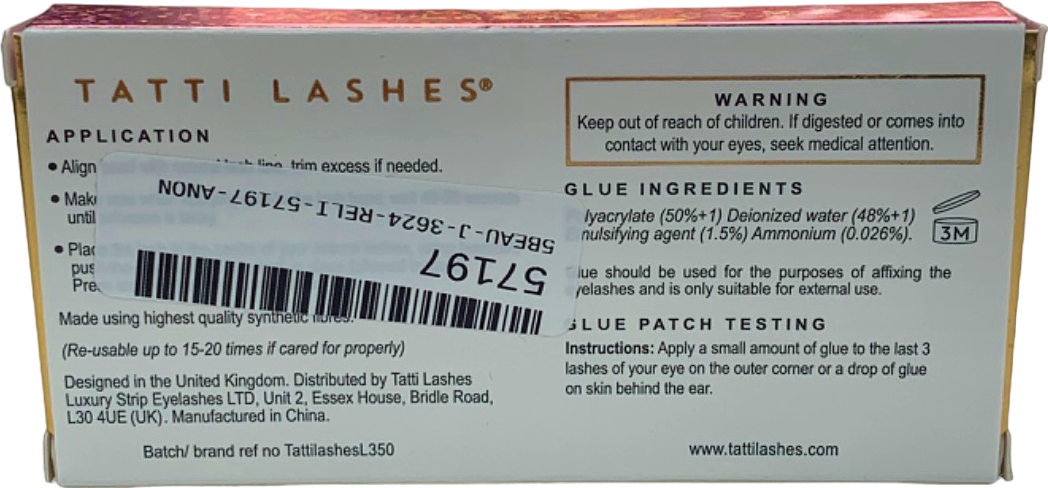 TATTI LASHES®
APPLICATION
• Align trim excess if needed.
• Make
until
• Plac
pus
Pre
Made using highest quality synthetic fibres.
(Re-usable up to 15-20 times if cared for properly)
Designed in the United Kingdom. Distributed by Tatti Lashes
Luxury Strip Eyelashes LTD, Unit 2, Essex House, Bridle Road,
L30 4UE (UK). Manufactured in China.
Batch/ brand ref no TattilashesL350
5BEAU-J-3624-RELI-57197-ANON
57197
WARNING
Keep out of reach of children. If digested or comes into
contact with your eyes, seek medical attention.
GLUE INGREDIENTS
lyacrylate (50%+1) Deionized water (48%+1)
mulsifying agent (1.5%) Ammonium (0.026%).
3M
lue should be used for the purposes of affixing the
yelashes and is only suitable for external use.
GLUE PATCH TESTING
Instructions: Apply a small amount of glue to the last 3
lashes of your eye on the outer corner or a drop of glue
on skin behind the ear.
www.tattilashes.com